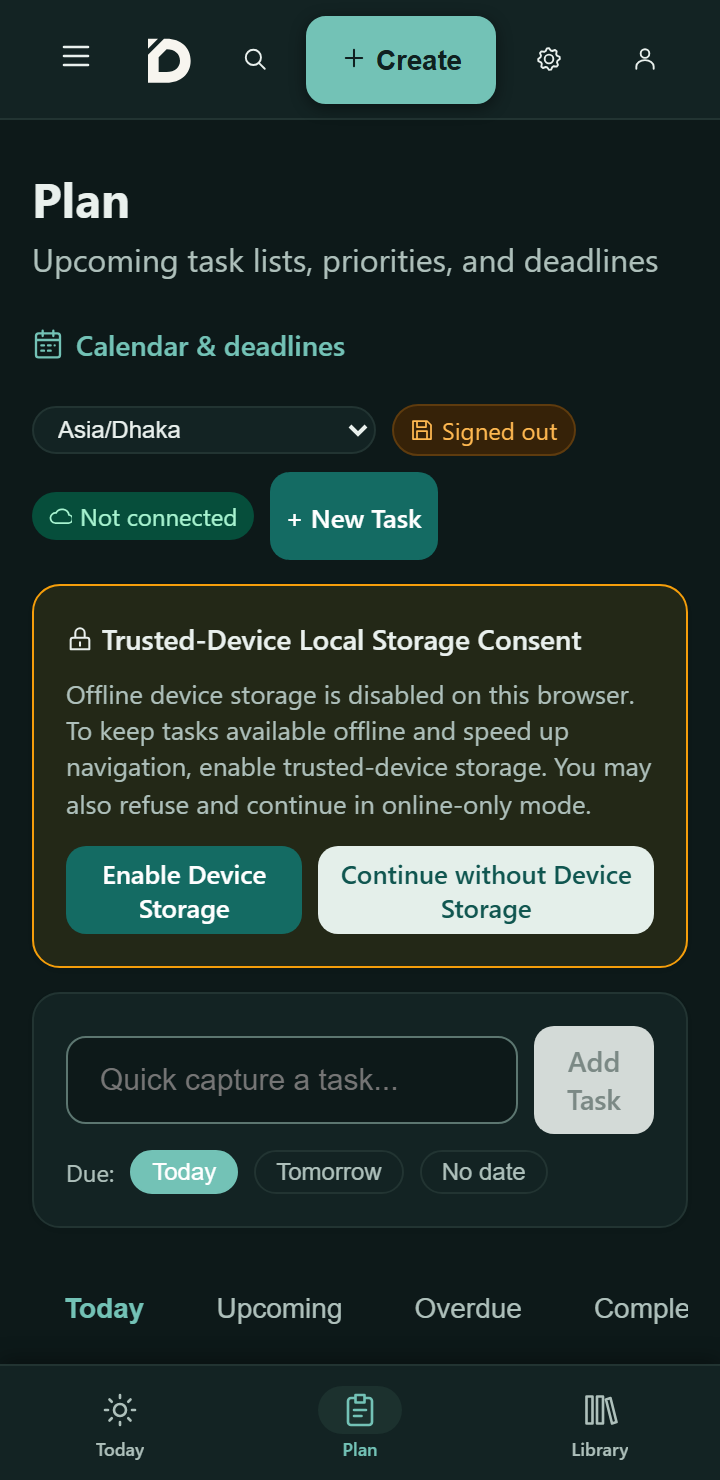 + Create
Plan
Upcoming task lists, priorities, and deadlines
Calendar & deadlines
Asia/Dhaka
Signed out
Not connected
+ New Task
Trusted-Device Local Storage Consent
Offline device storage is disabled on this browser.
To keep tasks available offline and speed up
navigation, enable trusted-device storage. You may
also refuse and continue in online-only mode.
Enable Device
Storage
Continue without Device
Storage
Quick capture a task...
Add
Task
Due:
Today
Tomorrow
No date
Today
Upcoming
Overdue
Comple
Today
Plan
Library